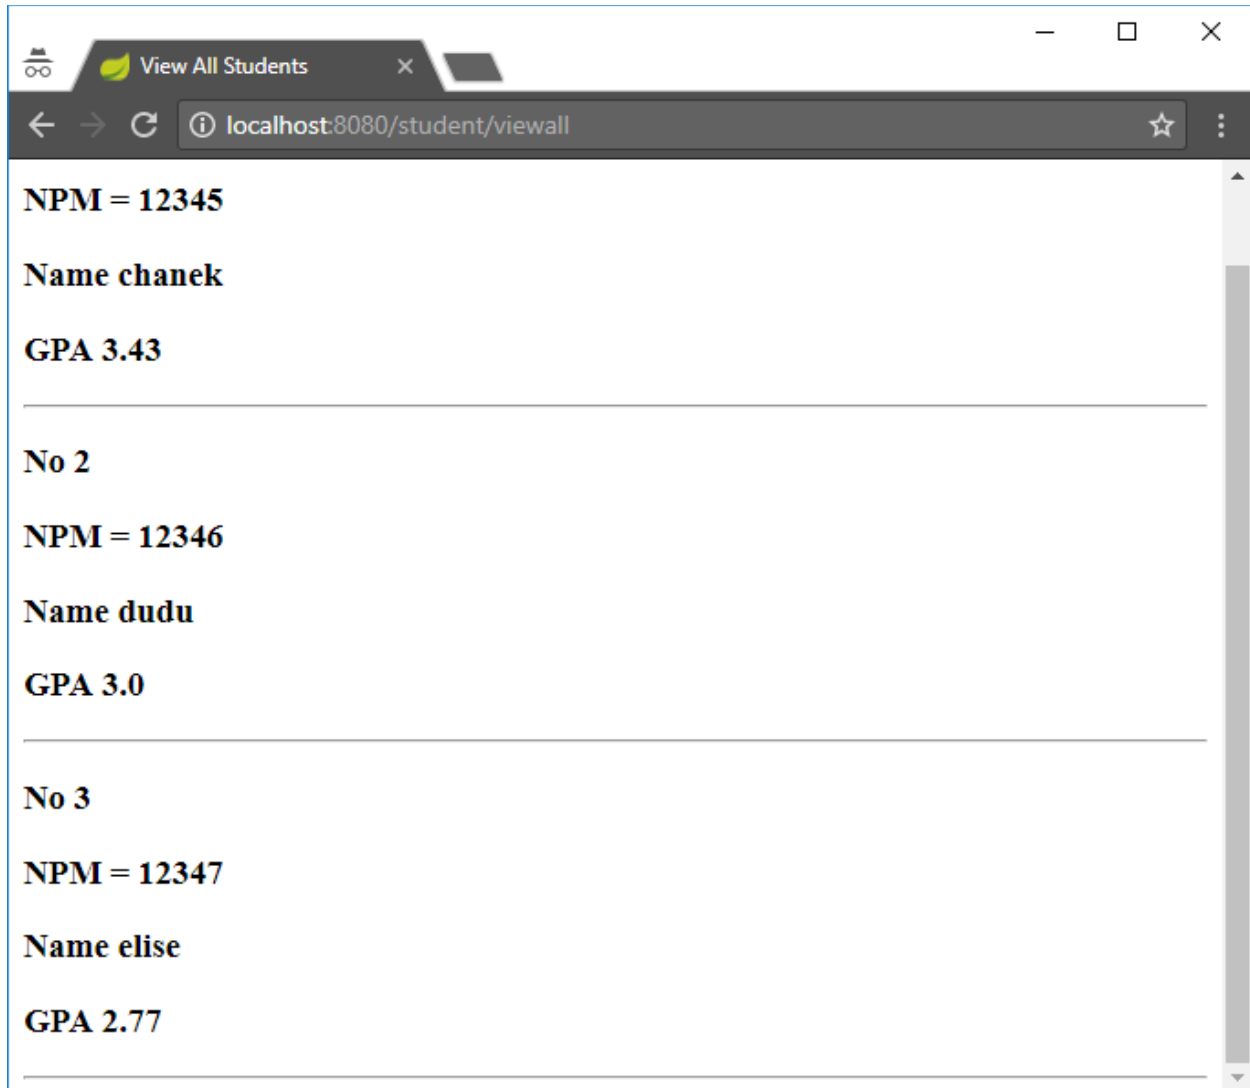 View All Students
localhost:8080/student/viewall
NPM = 12345
Name chanek
GPA 3.43
No 2
NPM = 12346
Name dudu
GPA 3.0
No 3
NPM = 12347
Name elise
GPA 2.77